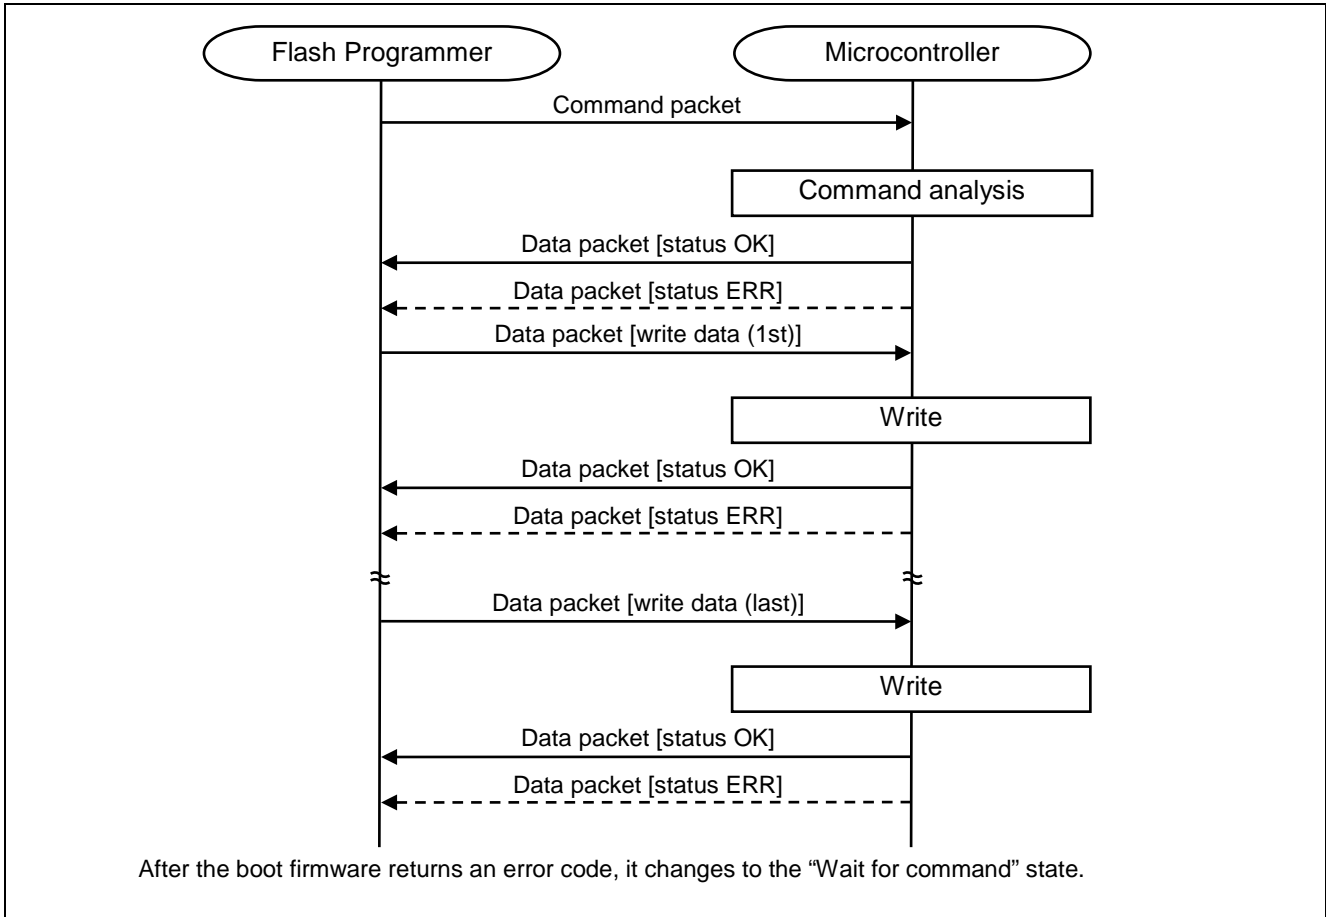 Flash Programmer
Microcontroller
Command packet
Command analysis
Data packet [status OK]
Data packet [status ERR]
Data packet [write data (1st)]
Write
Data packet [status OK]
Data packet [status ERR]
Data packet [write data (last)]
Write
Data packet [status OK]
Data packet [status ERR]
After the boot firmware returns an error code, it changes to the “Wait for command” state.